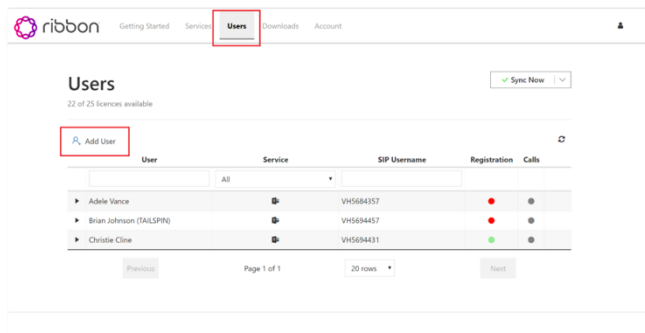 ribbon Getting Started Services Users Downloads Account
Users
Sync Now
22 of 25 licences available
Add User
User Service SIP Username Registration Calls
All
Adele Vance VH5684357
Brian Johnson (TAILSPIN) VH5694457
Christie Cline VH5694431
Previous Page 1 of 1 20 rows Next